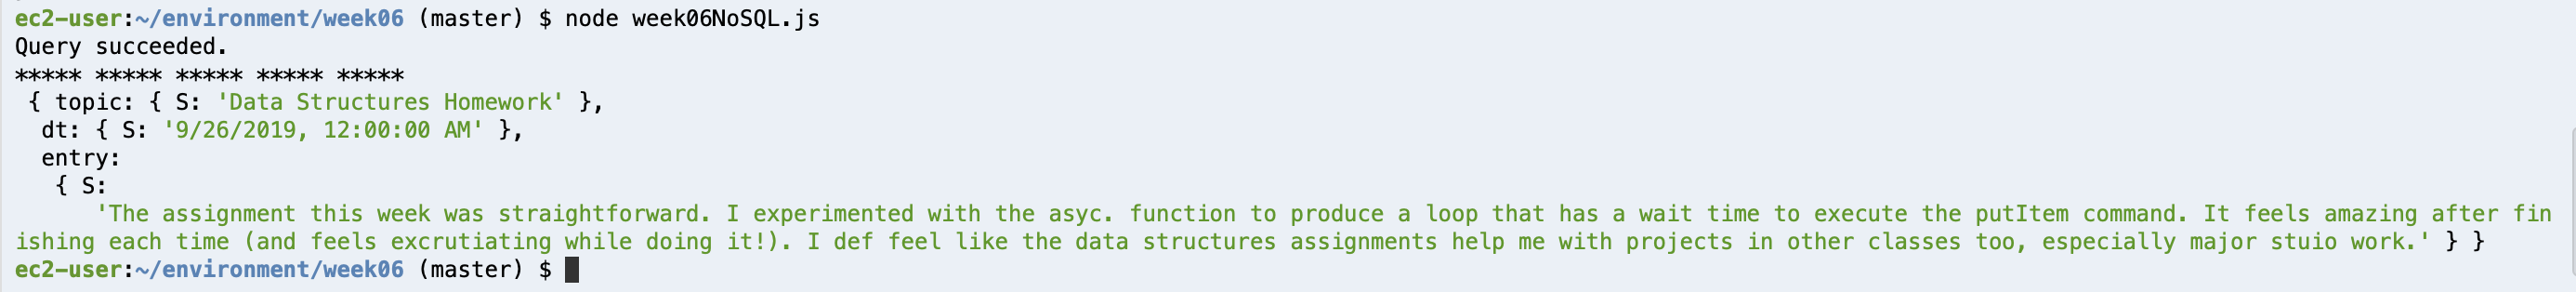 ec2-user:~/environment/week06 (master) $ node week06NoSQL.js
Query succeeded.
***** ***** ***** ***** *****
 { topic: { S: 'Data Structures Homework' },
  dt: { S: '9/26/2019, 12:00:00 AM' },
  entry:
   { S:
      'The assignment this week was straightforward. I experimented with the asyc. function to produce a loop that has a wait time to execute the putItem command. It feels amazing after fin
ishing each time (and feels excrutiating while doing it!). I def feel like the data structures assignments help me with projects in other classes too, especially major stuio work.' } }
ec2-user:~/environment/week06 (master) $